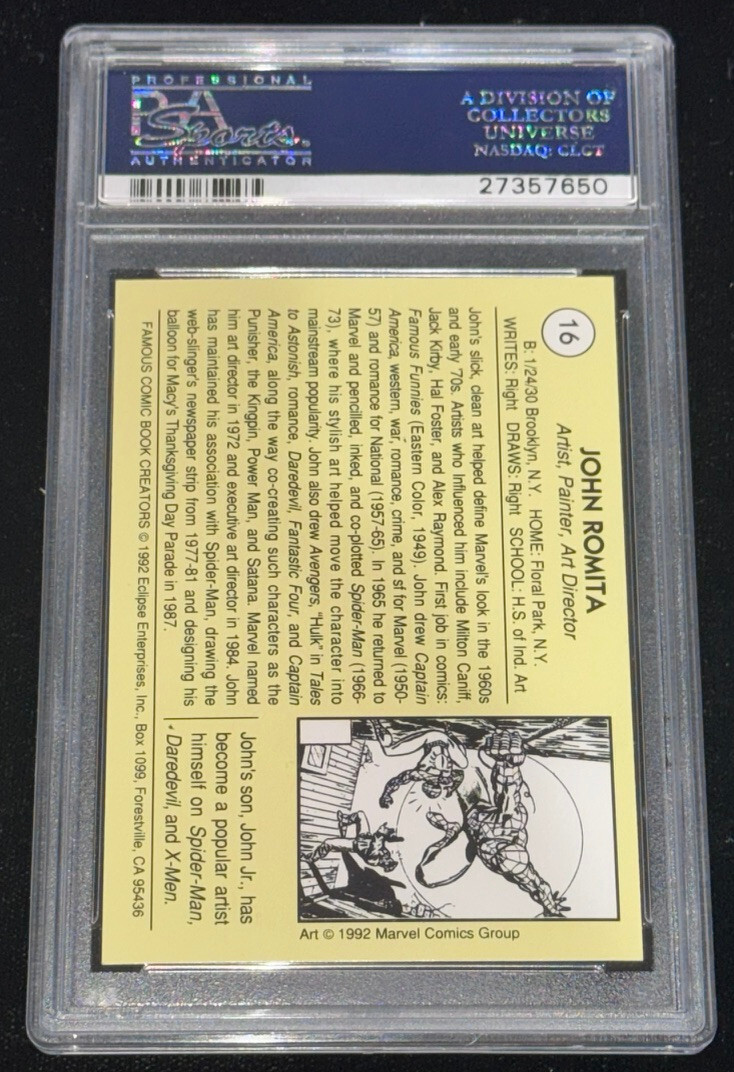 PROFESSIONAL
PSA
Sports
AUTHENTICATOR
A DIVISION OF
COLLECTORS
UNIVERSE
NASDAQ: CLCT
27357650
16
JOHN ROMITA
Artist, Painter, Art Director
B: 1/24/30 Brooklyn, N.Y. HOME: Floral Park, N.Y.
WRITES: Right DRAWS: Right SCHOOL: H.S. of Ind. Art
John's slick, clean art helped define Marvel's look in the 1960s
and early '70s. Artists who influenced him include Milton Caniff,
Jack Kirby, Hal Foster, and Alex Raymond. First job in comics:
Famous Funnies (Eastern Color, 1949). John drew Captain
America, western, war, romance, crime, and sf for Marvel (1950-
57) and romance for National (1957-65). In 1965 he returned to
Marvel and pencilled, inked, and co-plotted Spider-Man (1966-
73), where his stylish art helped move the character into
mainstream popularity. John also drew Avengers, "Hulk" in Tales
to Astonish, romance, Daredevil, Fantastic Four, and Captain
America, along the way co-creating such characters as the
Punisher, the Kingpin, Power Man, and Satana. Marvel named
him art director in 1972 and executive art director in 1984. John
has maintained his association with Spider-Man, drawing the
web-slinger's newspaper strip from 1977-81 and designing his
balloon for Macy's Thanksgiving Day Parade in 1987.
Art © 1992 Marvel Comics Group
John's son, John Jr., has
become a popular artist
himself on Spider-Man,
Daredevil, and X-Men.
FAMOUS COMIC BOOK CREATORS © 1992 Eclipse Enterprises, Inc., Box 1099, Forestville, CA 95436